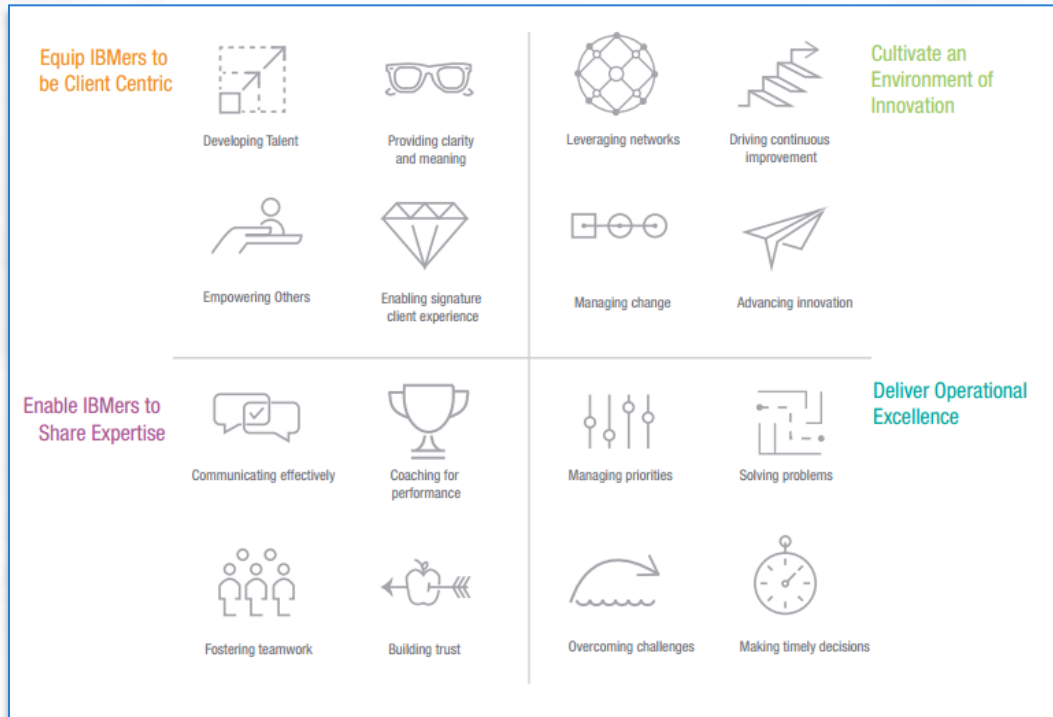 Equip IBMers to
be Client Centric
Developing Talent
Providing clarity
and meaning
Empowering Others
Enabling signature
client experience
Cultivate an
Environment of
Innovation
Leveraging networks
Driving continuous
improvement
Managing change
Advancing innovation
Enable IBMers to
Share Expertise
Communicating effectively
Coaching for
performance
Fostering teamwork
Building trust
Deliver Operational
Excellence
Managing priorities
Solving problems
Overcoming challenges
Making timely decisions